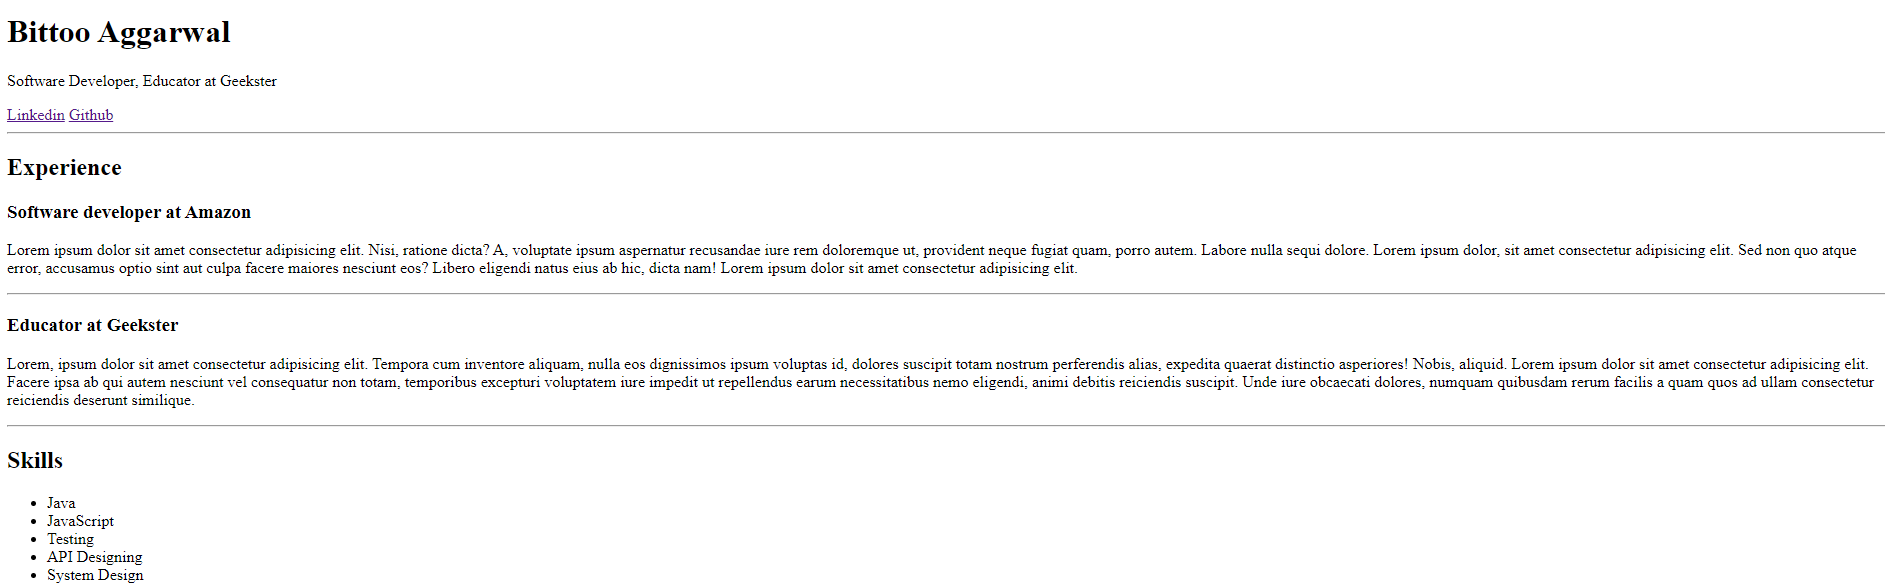 Bittoo Aggarwal
Software Developer, Educator at Geekster
Linkedin Github
Experience
Software developer at Amazon
Lorem ipsum dolor sit amet consectetur adipisicing elit. Nisi, ratione dicta? A, voluptate ipsum aspernatur recusandae iure rem doloremque ut, provident neque fugiat quam, porro autem. Labore nulla sequi dolore. Lorem ipsum dolor, sit amet consectetur adipisicing elit. Sed non quo atque
error, accusamus optio sint aut culpa facere maiores nesciunt eos? Libero eligendi natus eius ab hic, dicta nam! Lorem ipsum dolor sit amet consectetur adipisicing elit.
Educator at Geekster
Lorem, ipsum dolor sit amet consectetur adipisicing elit. Tempora cum inventore aliquam, nulla eos dignissimos ipsum voluptas id, dolores suscipit totam nostrum perferendis alias, expedita quaerat distinctio asperiores! Nobis, aliquid. Lorem ipsum dolor sit amet consectetur adipisicing elit.
Facere ipsa ab qui autem nesciunt vel consequatur non totam, temporibus excepturi voluptatem iure impedit ut repellendus earum necessitatibus nemo eligendi, animi debitis reiciendis suscipit. Unde iure obcaecati dolores, numquam quibusdam rerum facilis a quam quos ad ullam consectetur
reiciendis deserunt similique.
Skills
• Java
• JavaScript
• Testing
• API Designing
• System Design